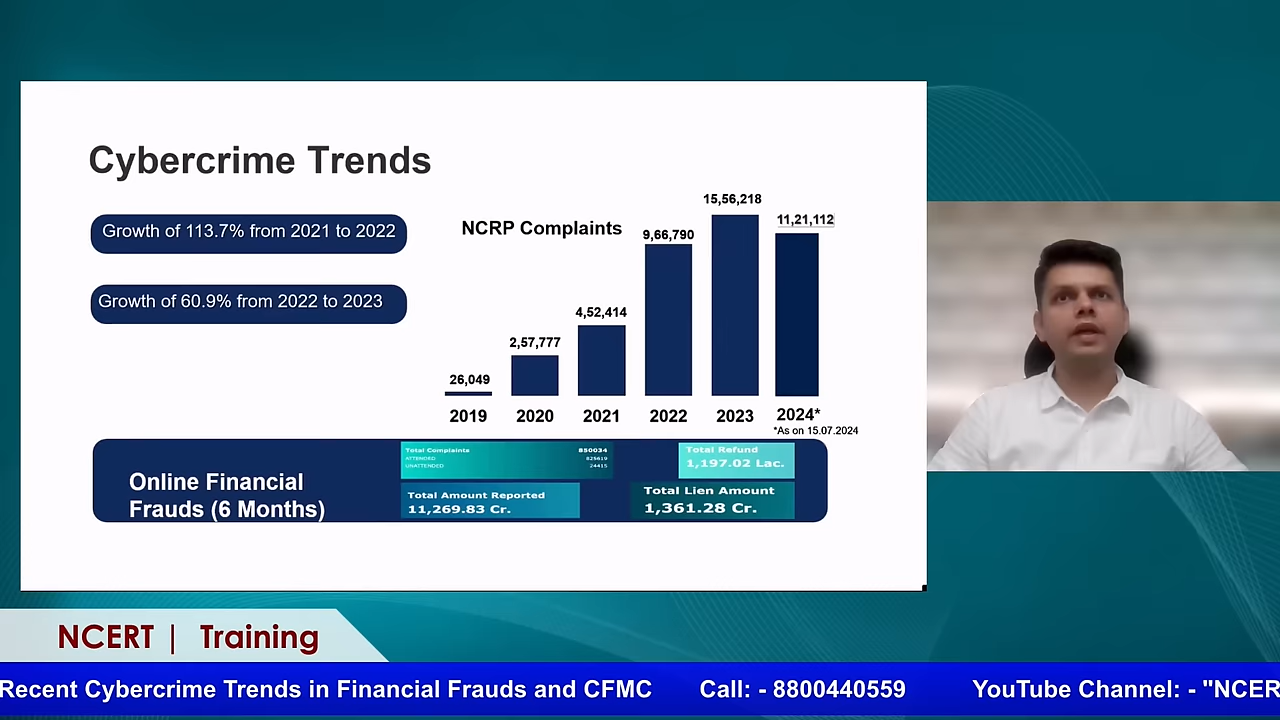 Cybercrime Trends
Growth of 113.7% from 2021 to 2022
Growth of 60.9% from 2022 to 2023
NCRP Complaints
26,049
2,57,777
4,52,414
9,66,790
15,56,218
11,21,112
2019 2020 2021 2022 2023 2024*
*As on 15.07.2024
Online Financial
Frauds (6 Months)
Total Complaints 850034
ATTENDED 825619
UNATTENDED 24415
Total Refund
1,197.02 Lac.
Total Amount Reported
11,269.83 Cr.
Total Lien Amount
1,361.28 Cr.
NCERT | Training
Recent Cybercrime Trends in Financial Frauds and CFMC Call: - 8800440559 YouTube Channel: - "NCER